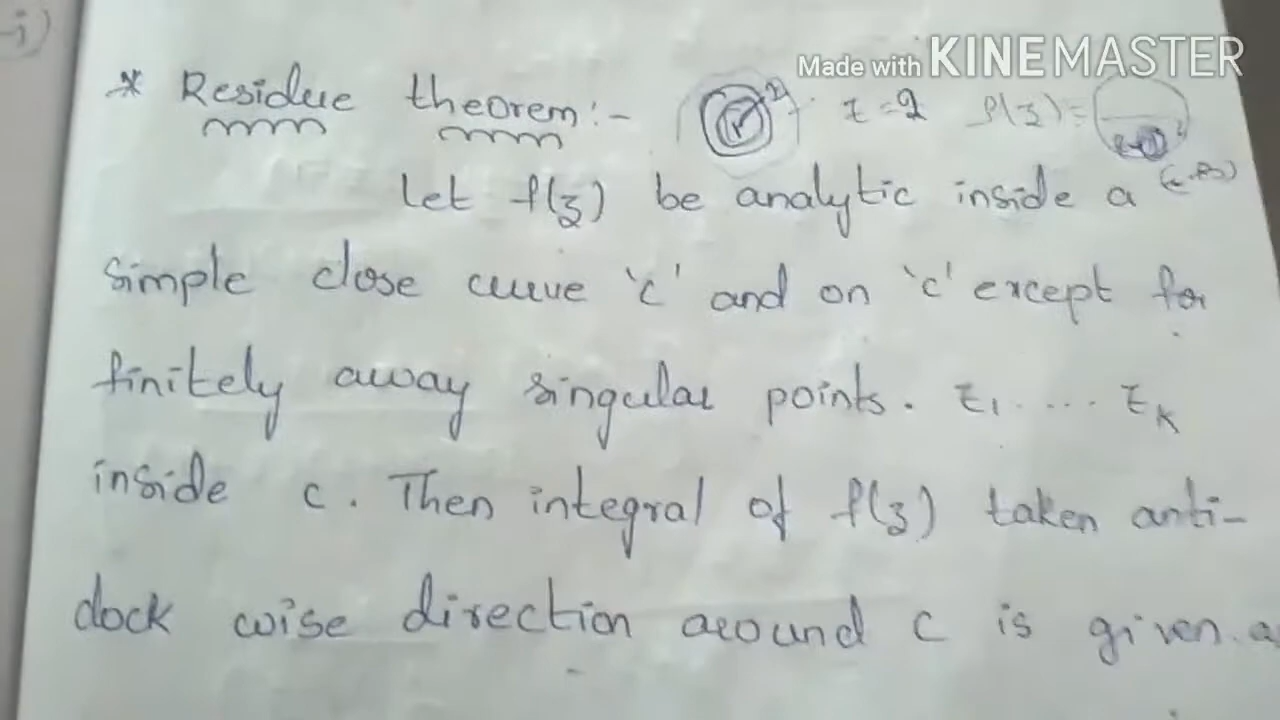 Made with KINEMASTER
* Residue theorem:- z=2 f(z)=
Let f(z) be analytic inside a
simple close curve 'c' and on 'c' except for
finitely away singular points. z1..... zK
inside c. Then integral of f(z) taken anti-
clock wise direction around c is given a